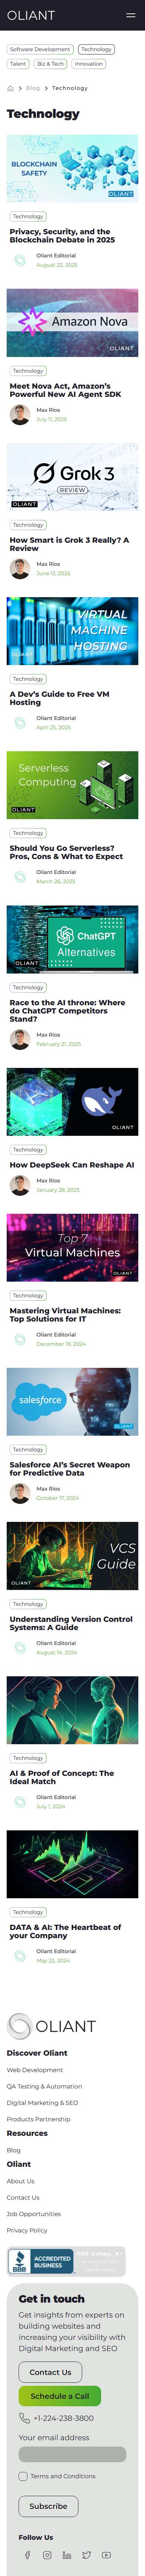 OLIANT
Software Development
Technology
Talent
Biz & Tech
Innovation
Blog
Technology
Technology
BLOCKCHAIN
SAFETY
OLIANT
Technology
Privacy, Security, and the
Blockchain Debate in 2025
Oliant Editorial
August 22, 2025
Amazon Nova
OLIANT
Technology
Meet Nova Act, Amazon's
Powerful New AI Agent SDK
Max Rios
July 11, 2025
Grok 3
REVIEW
OLIANT
Technology
How Smart is Grok 3 Really? A
Review
Max Rios
June 13, 2025
VIRTUAL
MACHINE
HOSTING
OLIANT
Technology
A Dev's Guide to Free VM
Hosting
Oliant Editorial
April 25, 2025
Serverless
Computing
OLIANT
Technology
Should You Go Serverless?
Pros, Cons & What to Expect
Oliant Editorial
March 26, 2025
ChatGPT
Alternatives
OLIANT
Technology
Race to the AI throne: Where
do ChatGPT Competitors
Stand?
Max Rios
February 21, 2025
OLIANT
Technology
How DeepSeek Can Reshape AI
Max Rios
January 28, 2025
Top 7
Virtual Machines
OLIANT
Technology
Mastering Virtual Machines:
Top Solutions for IT
Oliant Editorial
December 19, 2024
salesforce
OLIANT
Technology
Salesforce AI's Secret Weapon
for Predictive Data
Max Rios
October 17, 2024
VCS
Guide
OLIANT
Technology
Understanding Version Control
Systems: A Guide
Oliant Editorial
August 14, 2024
Technology
AI & Proof of Concept: The
Ideal Match
Oliant Editorial
July 1, 2024
Technology
DATA & AI: The Heartbeat of
your Company
Oliant Editorial
May 22, 2024
OLIANT
Discover Oliant
Web Development
QA Testing & Automation
Digital Marketing & SEO
Products Partnership
Resources
Blog
Oliant
About Us
Contact Us
Job Opportunities
Privacy Policy
BBB
ACCREDITED
BUSINESS
BBB Rating: A+
Get in touch
Get insights from experts on
building websites and
increasing your visibility with
Digital Marketing and SEO
Contact Us
Schedule a Call
+1-224-238-3800
Your email address
Terms and Conditions
Subscribe
Follow Us